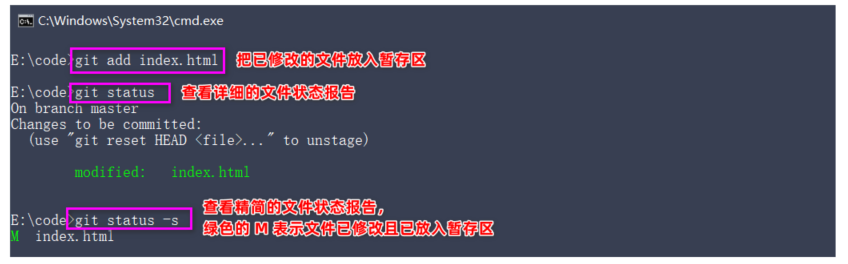 C:\Windows\System32\cmd.exe
E:\code>git add index.html 把已修改的文件放入暂存区
E:\code>git status 查看详细的文件状态报告
On branch master
Changes to be committed:
(use "git reset HEAD <file>..." to unstage)
modified: index.html
查看精简的文件状态报告,
E:\code>git status -s
绿色的 M 表示文件已修改且已放入暂存区
M index.html